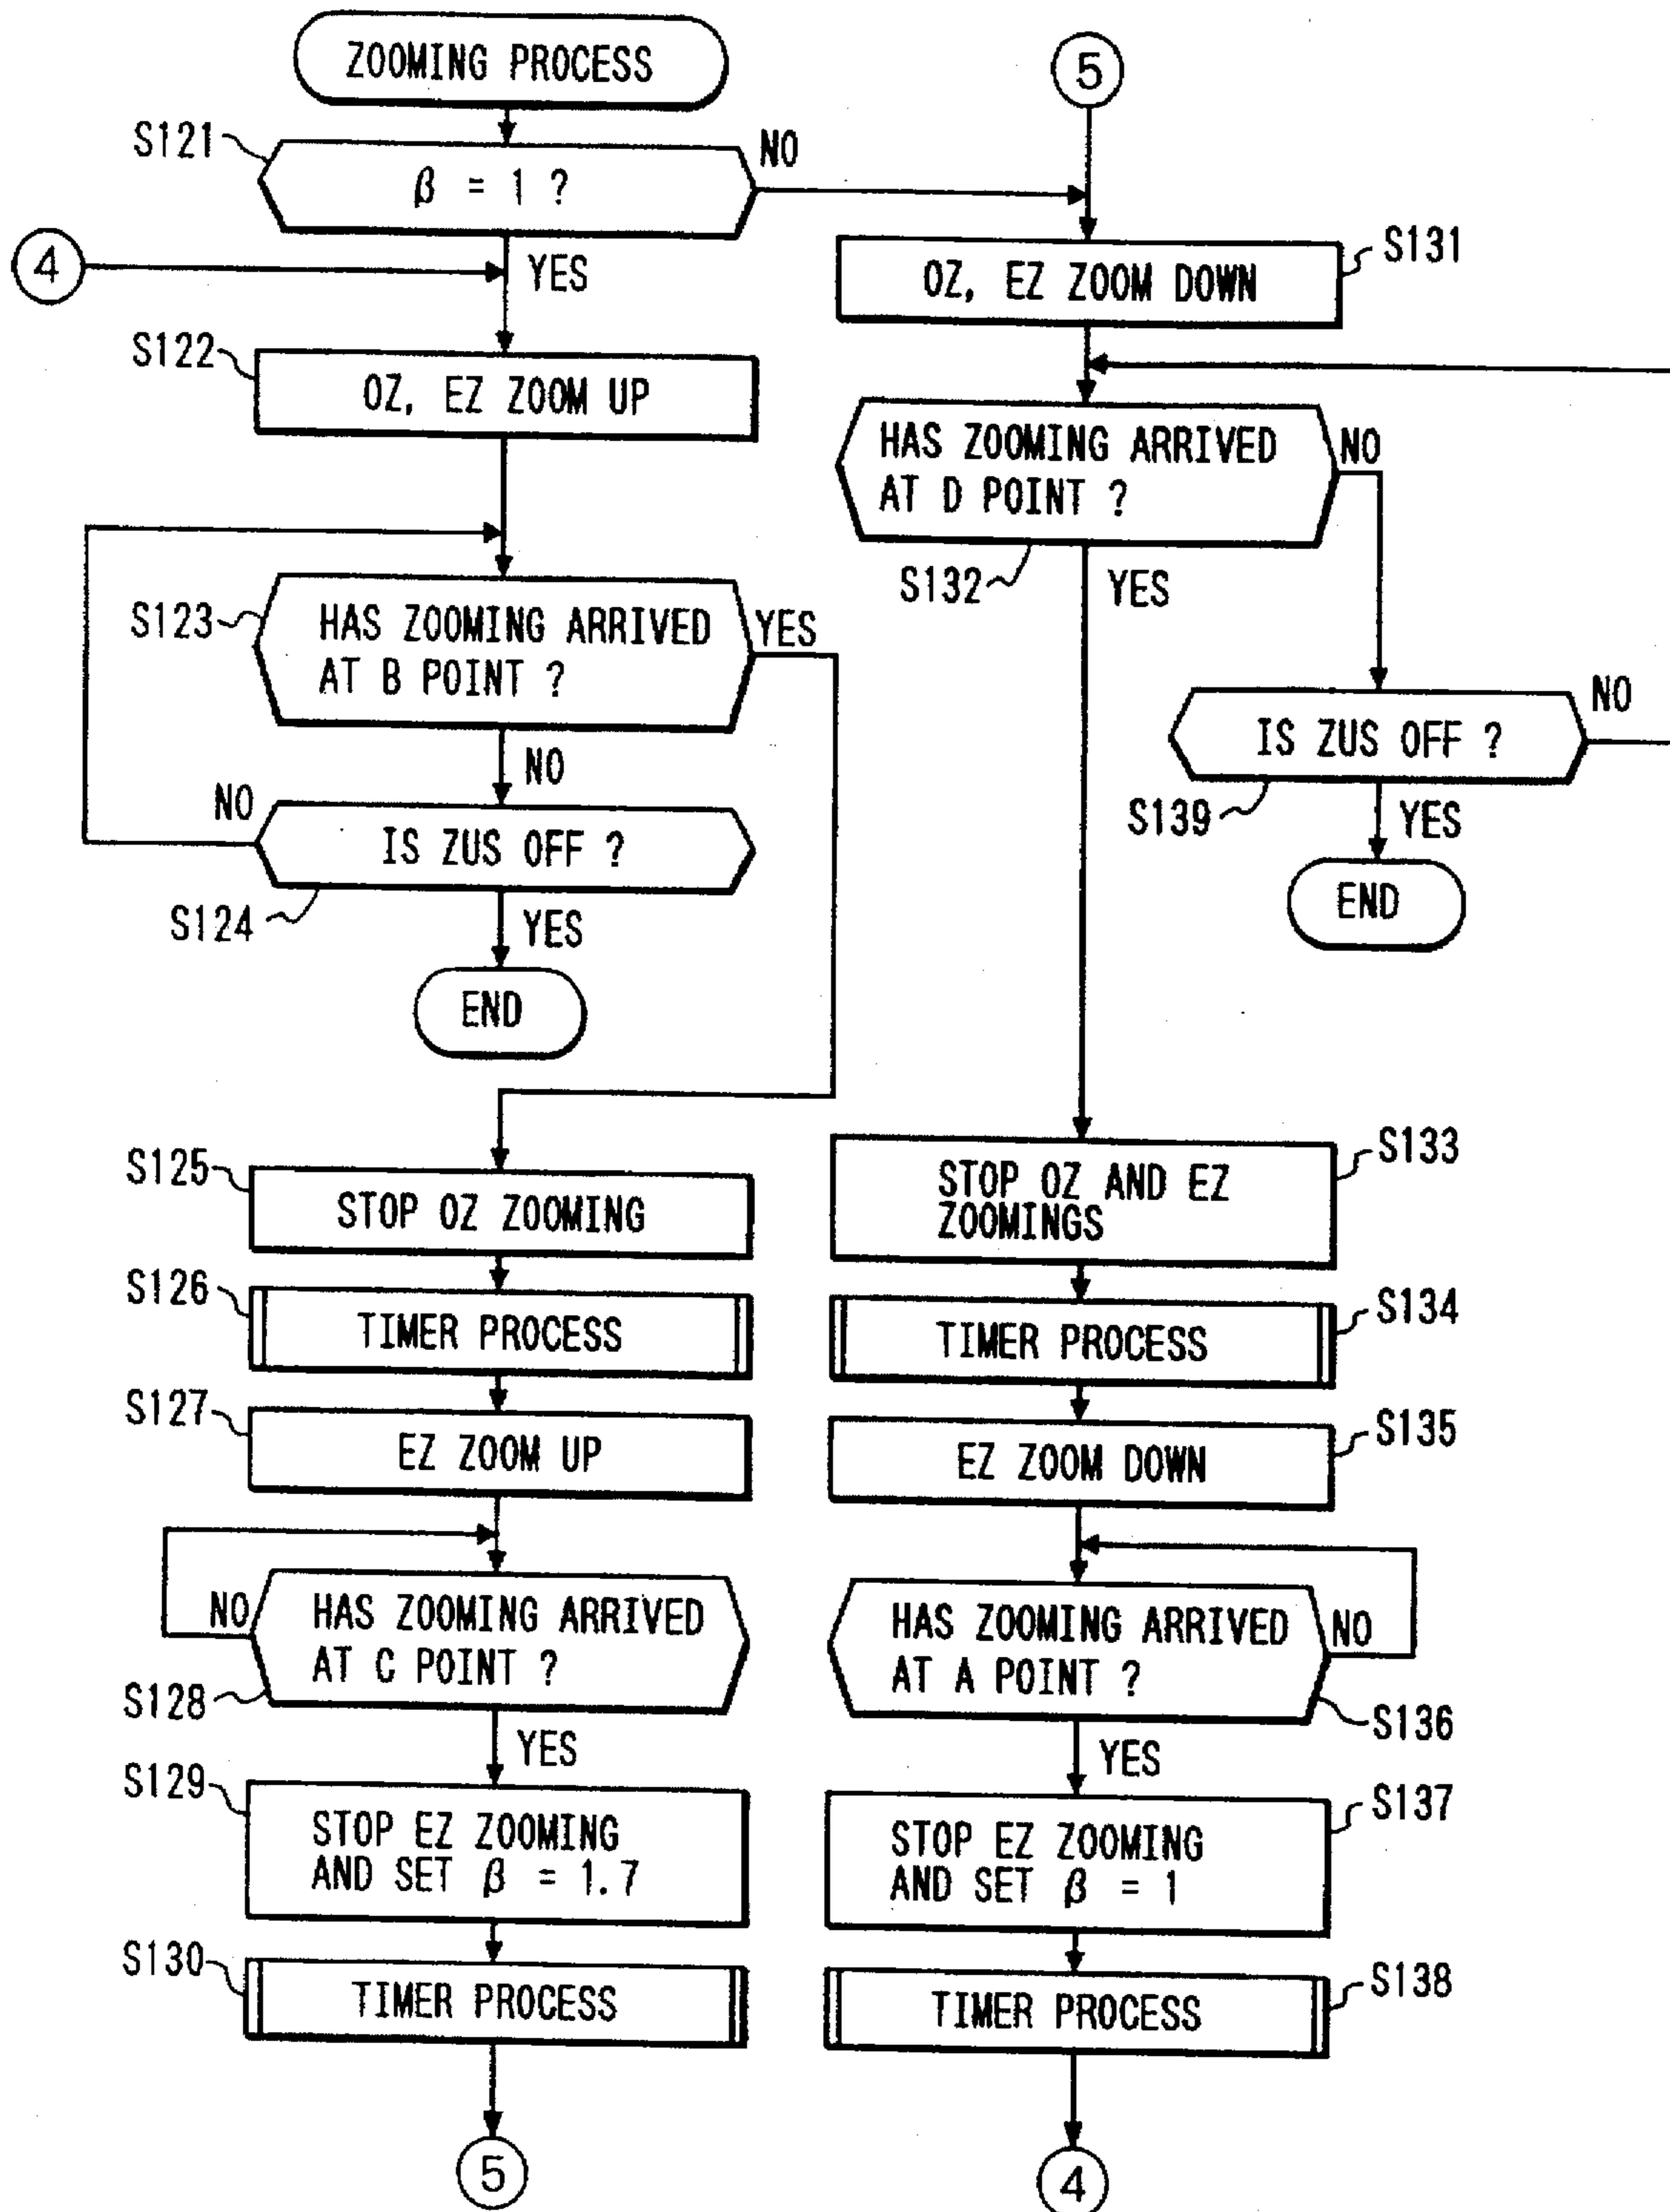 ZOOMING PROCESS
S121
β = 1 ?
NO
YES
4
S122
OZ, EZ ZOOM UP
S123
HAS ZOOMING ARRIVED
AT B POINT ?
YES
NO
NO
IS ZUS OFF ?
S124
YES
END
S125
STOP OZ ZOOMING
S126
TIMER PROCESS
S127
EZ ZOOM UP
NO
HAS ZOOMING ARRIVED
AT C POINT ?
S128
YES
S129
STOP EZ ZOOMING
AND SET β = 1.7
S130
TIMER PROCESS
5
5
S131
OZ, EZ ZOOM DOWN
HAS ZOOMING ARRIVED
AT D POINT ?
NO
S132
YES
IS ZUS OFF ?
NO
S139
YES
END
S133
STOP OZ AND EZ
ZOOMINGS
S134
TIMER PROCESS
S135
EZ ZOOM DOWN
HAS ZOOMING ARRIVED
AT A POINT ?
NO
S136
YES
S137
STOP EZ ZOOMING
AND SET β = 1
S138
TIMER PROCESS
4